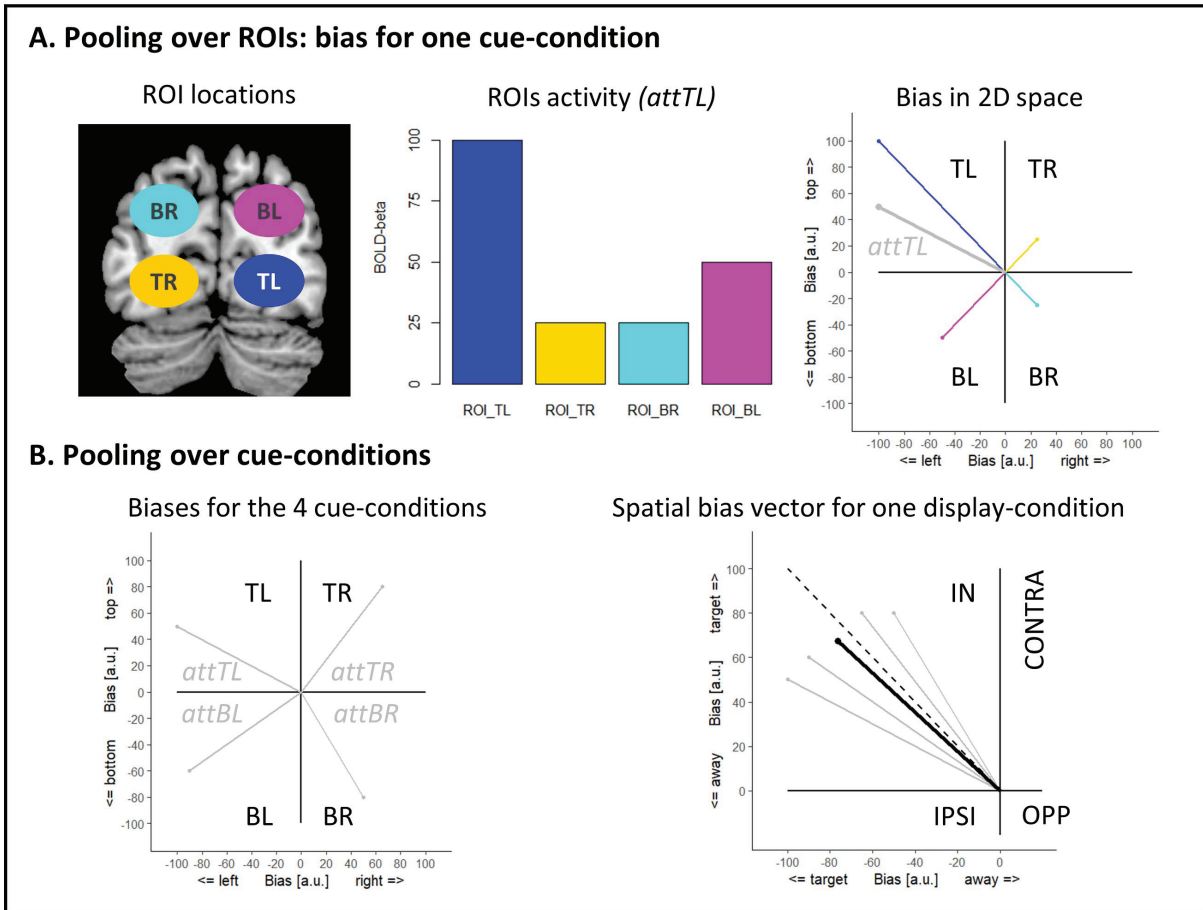 A. Pooling over ROIs: bias for one cue-condition
ROI locations
BR
BL
TR
TL
ROIs activity (attTL)
BOLD-beta
100
75
50
25
0
ROI_TL ROI_TR ROI_BR ROI_BL
Bias in 2D space
<= bottom Bias [a.u.] top =>
100
80
60
40
20
0
-20
-40
-60
-80
-100
TL
TR
attTL
BL
BR
-100 -80 -60 -40 -20 0 20 40 60 80 100
<= left Bias [a.u.] right =>
B. Pooling over cue-conditions
Biases for the 4 cue-conditions
<= bottom Bias [a.u.] top =>
100
80
60
40
20
0
-20
-40
-60
-80
-100
TL
TR
attTL
attTR
attBL
attBR
BL
BR
-100 -80 -60 -40 -20 0 20 40 60 80 100
<= left Bias [a.u.] right =>
Spatial bias vector for one display-condition
<= away Bias [a.u.] target =>
100
80
60
40
20
0
IN
CONTRA
IPSI
OPP
-100 -80 -60 -40 -20 0
<= target Bias [a.u.] away =>